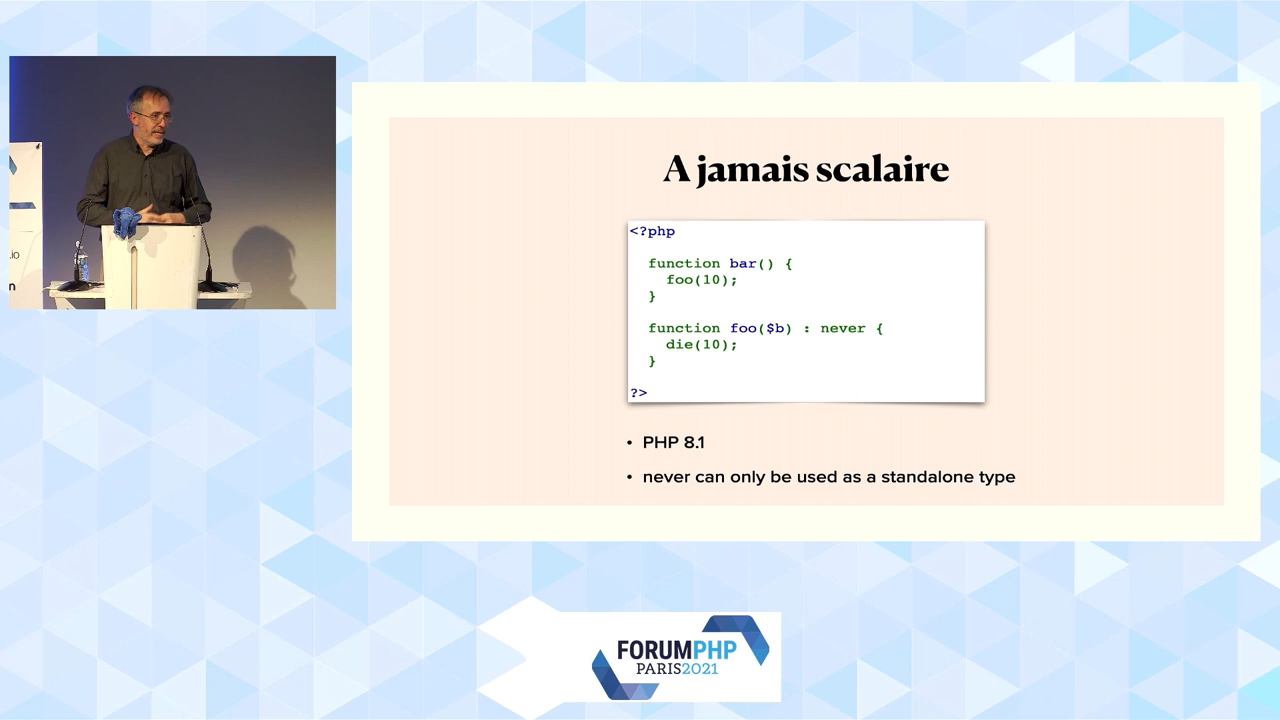 .io
n
A jamais scalaire
<?php
function bar() {
foo(10);
}
function foo($b) : never {
die(10);
}
?>
• PHP 8.1
• never can only be used as a standalone type
FORUMPHP
PARIS2021